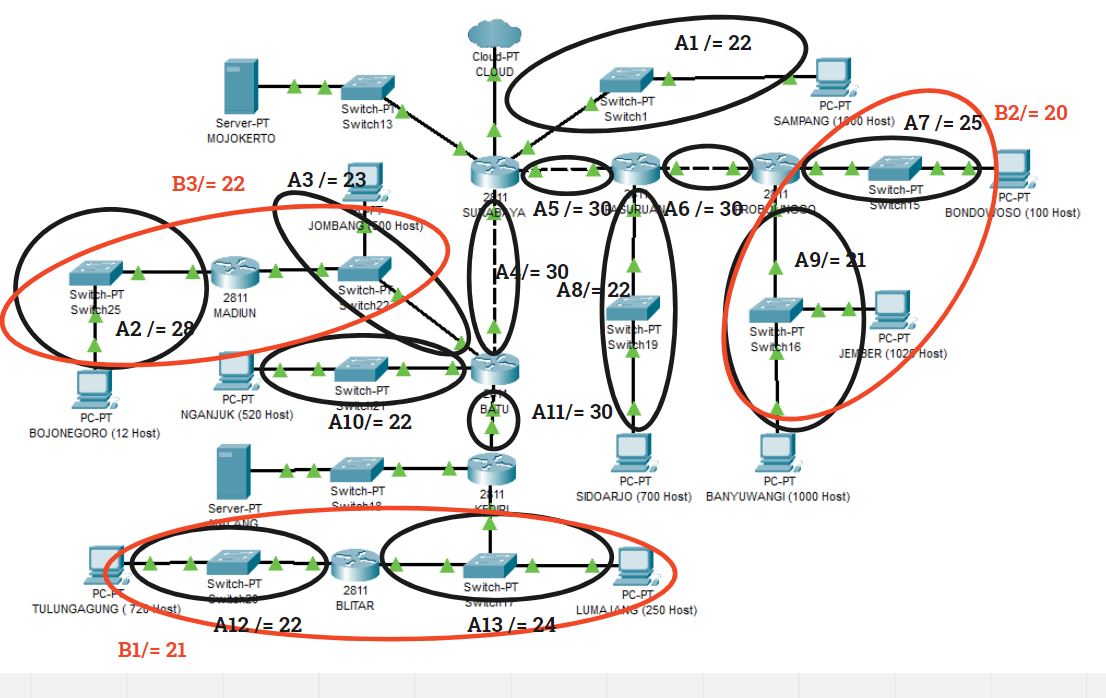 Cloud-PT
CLOUD
A1 /= 22
Switch-PT
Switch1
PC-PT
SAMPANG (1000 Host)
Server-PT
MOJOKERTO
Switch-PT
Switch13
B2/= 20
A7 /= 25
B3/= 22
A3 /= 23
JOMBANG (500 Host)
2811
SURABAYA
A5 /= 30
PASURUAN
A6 /= 30
2811
PROBOLINGGO
Switch-PT
Switch15
PC-PT
BONDOWOSO (100 Host)
Switch-PT
Switch25
A2 /= 28
2811
MADIUN
Switch-PT
Switch22
A4/= 30
A8/= 22
Switch-PT
Switch19
A9/= 21
Switch-PT
Switch16
PC-PT
JEMBER (1020 Host)
PC-PT
BOJONEGORO (12 Host)
PC-PT
NGANJUK (520 Host)
Switch-PT
Switch21
A10/= 22
2811
BATU
A11/= 30
PC-PT
SIDOARJO (700 Host)
PC-PT
BANYUWANGI (1000 Host)
Server-PT
MALANG
Switch-PT
Switch18
2811
KEDIRI
PC-PT
TULUNGAGUNG ( 720 Host)
Switch-PT
Switch20
A12 /= 22
2811
BLITAR
Switch-PT
Switch17
A13 /= 24
PC-PT
LUMAJANG (250 Host)
B1/= 21